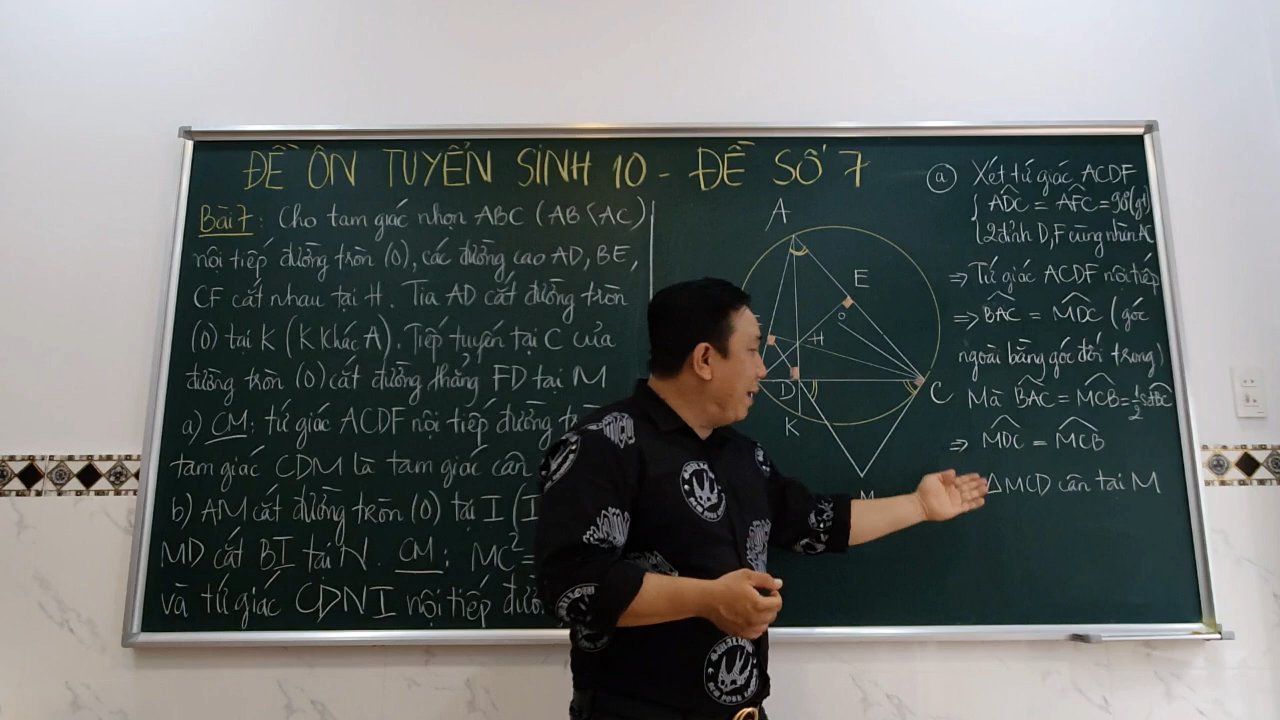 ĐỀ ÔN TUYỂN SINH 10 - ĐỀ SỐ 7
Bài 7: Cho tam giác nhọn ABC (AB < AC)
nội tiếp đường tròn (O), các đường cao AD, BE,
CF cắt nhau tại H. Tia AD cắt đường tròn
(O) tại K (K khác A). Tiếp tuyến tại C của
đường tròn (O) cắt đường thẳng FD tại M
a) CM: tứ giác ACDF nội tiếp đường
tam giác CDM là tam giác cân
b) AM cắt đường tròn (O) tại I (I
MD cắt BI tại N. CM: MC² =
và tứ giác CDNI nội tiếp
A
E
O
H
D
C
K
M
a) Xét tứ giác ACDF
{ ADC = AFC = 90° (gt)
2 đỉnh D, F cùng nhìn AC
⇒ Tứ giác ACDF nội tiếp
⇒ BAC = MDC (góc
ngoài bằng góc đối trong)
Mà BAC = MCB = 1/2 sđ BC
⇒ MDC = MCB
ΔMCD cân tại M